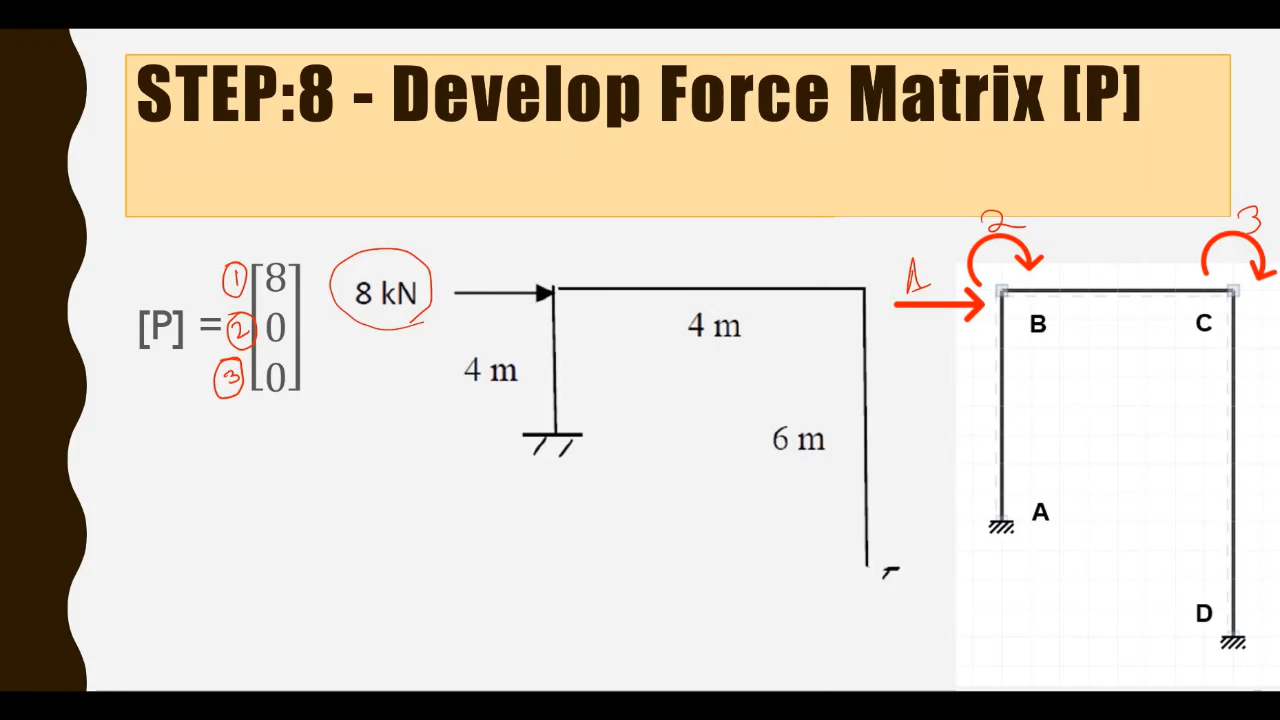 STEP:8 - Develop Force Matrix [P]
[P] = [8 0 0]
1
2
3
8 kN
4 m
4 m
6 m
1
2
3
B
C
A
D